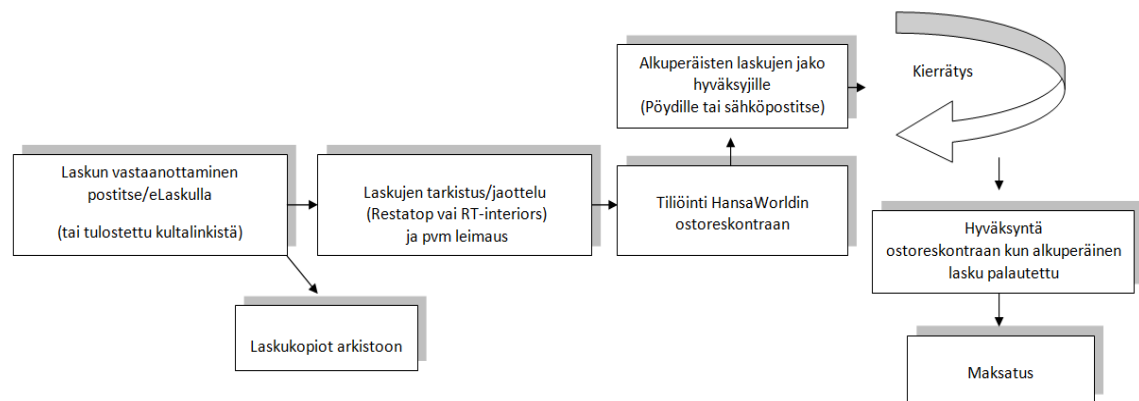 Laskun vastaanottaminen
postitse/eLaskulla
(tai tulostettu kultalinkistä)
Laskukopiot arkistoon
Laskujen tarkistus/jaottelu
(Restatop vai RT-interiors)
ja pvm leimaus
Tiliöinti HansaWorldin
ostoreskontraan
Alkuperäisten laskujen jako
hyväksyjille
(Pöydille tai sähköpostitse)
Kierrätys
Hyväksyntä
ostoreskontraan kun alkuperäinen
lasku palautettu
Maksatus